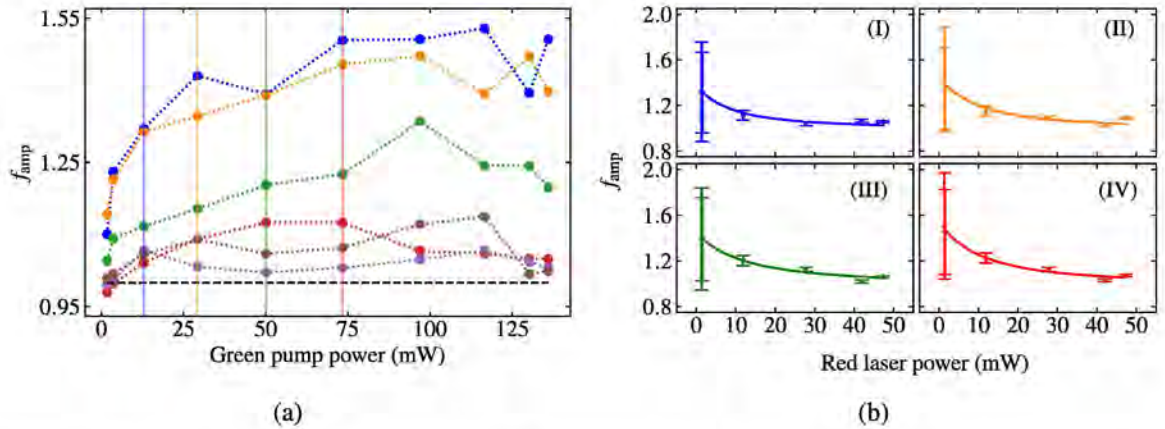 1.55
1.25
0.95
f_amp
0 25 50 75 100 125
Green pump power (mW)
(a)
2.0
1.6
1.2
0.8
2.0
1.6
1.2
0.8
f_amp
(I)
(II)
(III)
(IV)
0 10 20 30 40 50
0 10 20 30 40 50
Red laser power (mW)
(b)